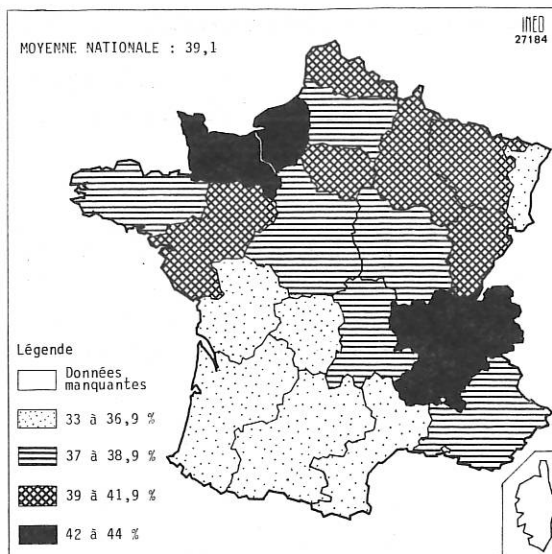 INED
27184
MOYENNE NATIONALE : 39,1
Légende
Données
manquantes
33 à 36,9 %
37 à 38,9 %
39 à 41,9 %
42 à 44 %